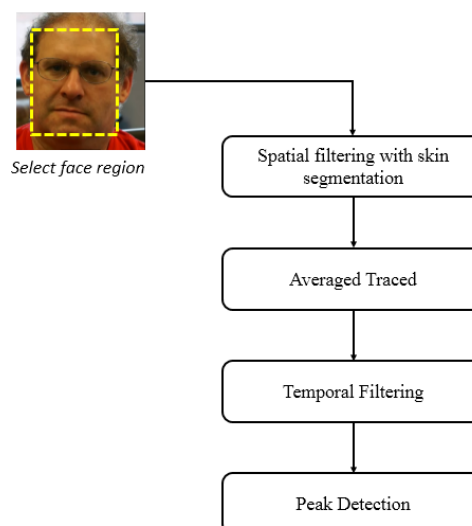 Select face region
Spatial filtering with skin
segmentation
Averaged Traced
Temporal Filtering
Peak Detection